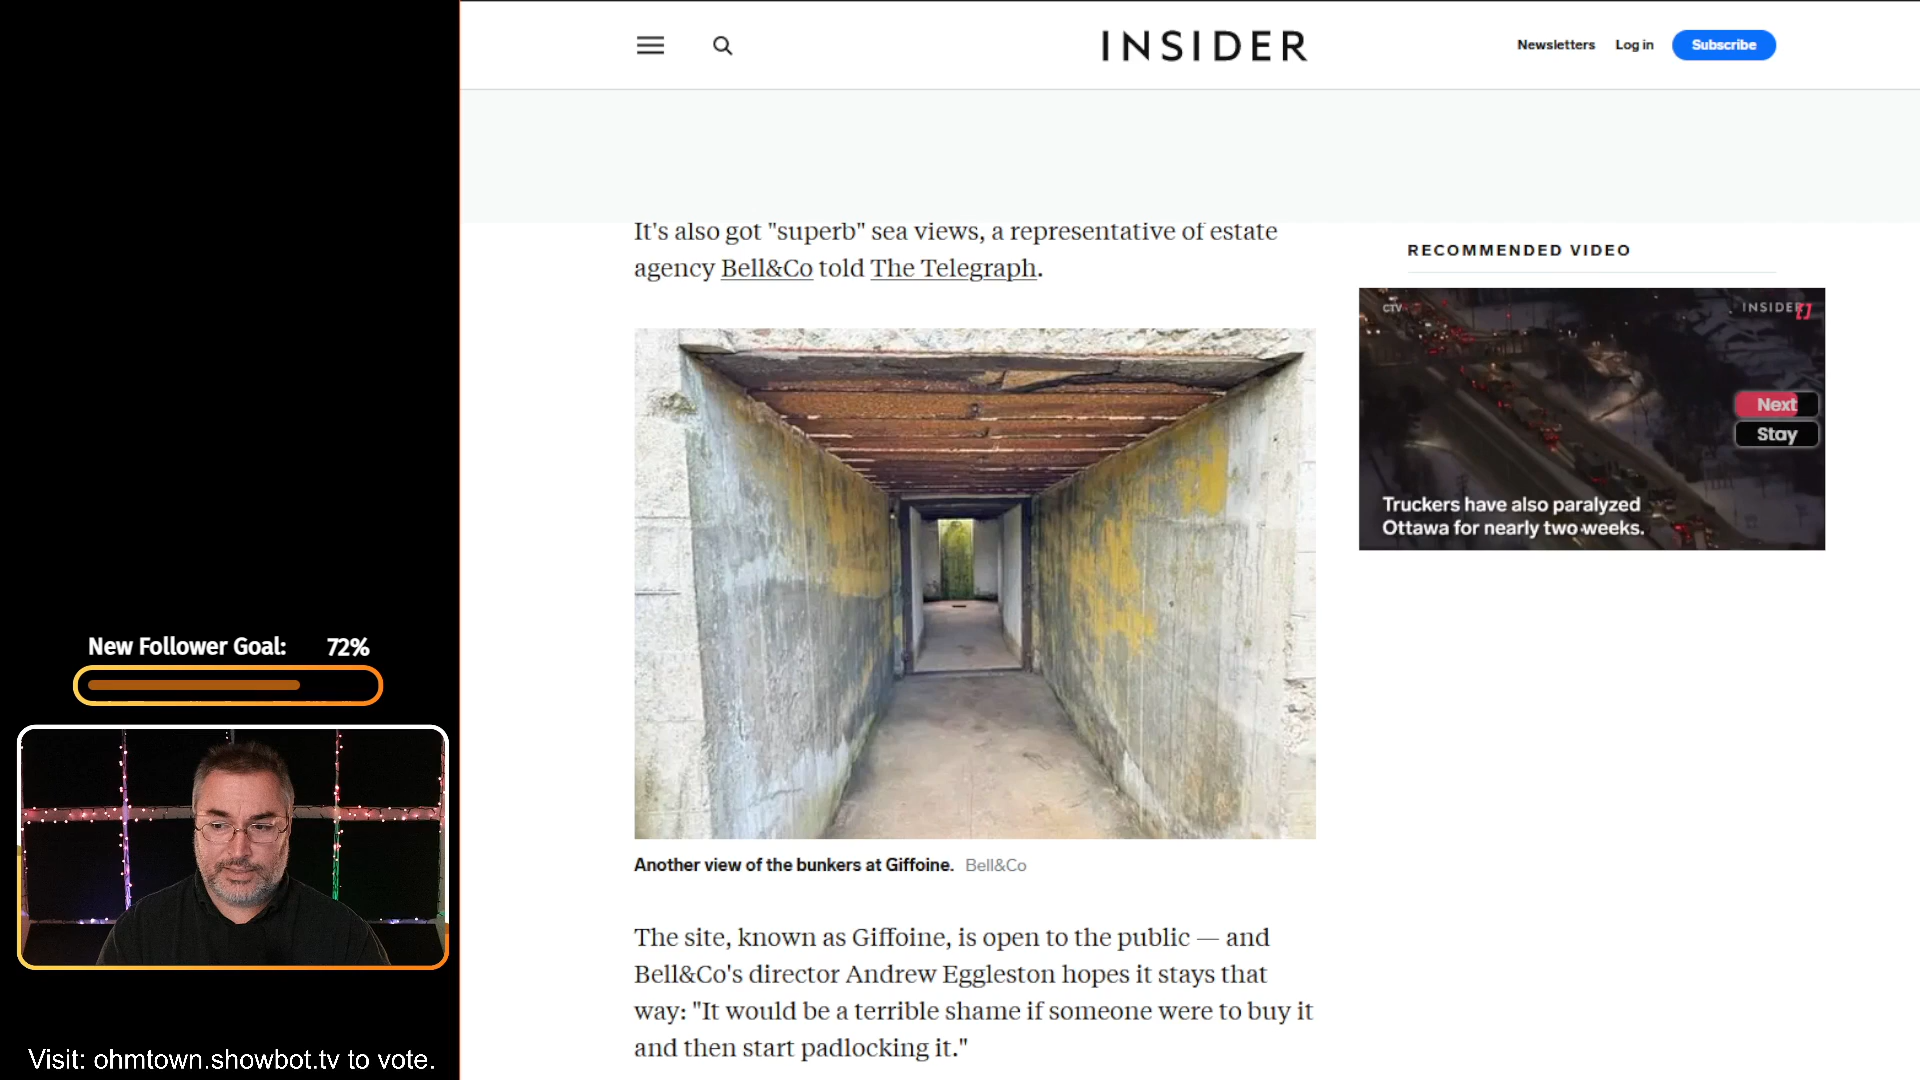 INSIDER
Newsletters
Log in
Subscribe
It's also got "superb" sea views, a representative of estate
agency Bell&Co told The Telegraph.
RECOMMENDED VIDEO
CTV
INSIDER
Next
Stay
Truckers have also paralyzed
Ottawa for nearly two weeks.
Another view of the bunkers at Giffoine. Bell&Co
The site, known as Giffoine, is open to the public — and
Bell&Co's director Andrew Eggleston hopes it stays that
way: "It would be a terrible shame if someone were to buy it
and then start padlocking it."
New Follower Goal: 72%
Visit: ohmtown.showbot.tv to vote.